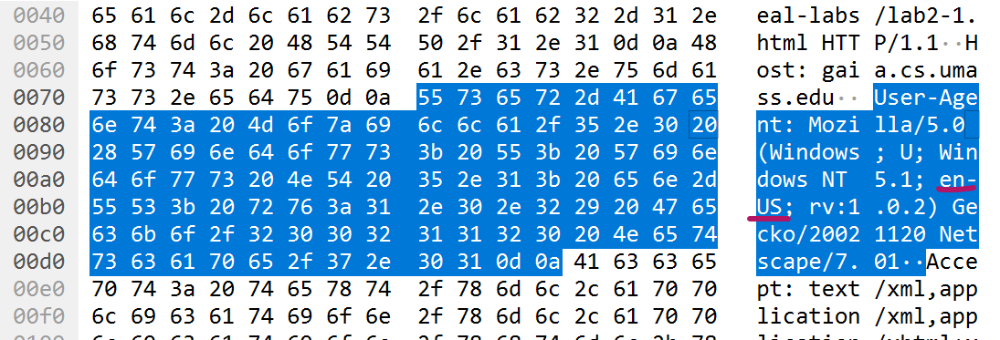 0040 65 61 6c 2d 6c 61 62 73 2f 6c 61 62 32 2d 31 2e eal-labs /lab2-1.
0050 68 74 6d 6c 20 48 54 54 50 2f 31 2e 31 0d 0a 48 html HTT P/1.1··H
0060 6f 73 74 3a 20 67 61 69 61 2e 63 73 2e 75 6d 61 ost: gai a.cs.uma
0070 73 73 2e 65 64 75 0d 0a 55 73 65 72 2d 41 67 65 ss.edu·· User-Age
0080 6e 74 3a 20 4d 6f 7a 69 6c 6c 61 2f 35 2e 30 20 nt: Mozi lla/5.0
0090 28 57 69 6e 64 6f 77 73 3b 20 55 3b 20 57 69 6e (Windows ; U; Win
00a0 64 6f 77 73 20 4e 54 20 35 2e 31 3b 20 65 6e 2d dows NT 5.1; en-
00b0 55 53 3b 20 72 76 3a 31 2e 30 2e 32 29 20 47 65 US; rv:1 .0.2) Ge
00c0 63 6b 6f 2f 32 30 30 32 31 31 32 30 20 4e 65 74 cko/2002 1120 Net
00d0 73 63 61 70 65 2f 37 2e 30 31 0d 0a 41 63 63 65 scape/7. 01··Acce
00e0 70 74 3a 20 74 65 78 74 2f 78 6d 6c 2c 61 70 70 pt: text /xml,app
00f0 6c 69 63 61 74 69 6f 6e 2f 78 6d 6c 2c 61 70 70 lication /xml,app